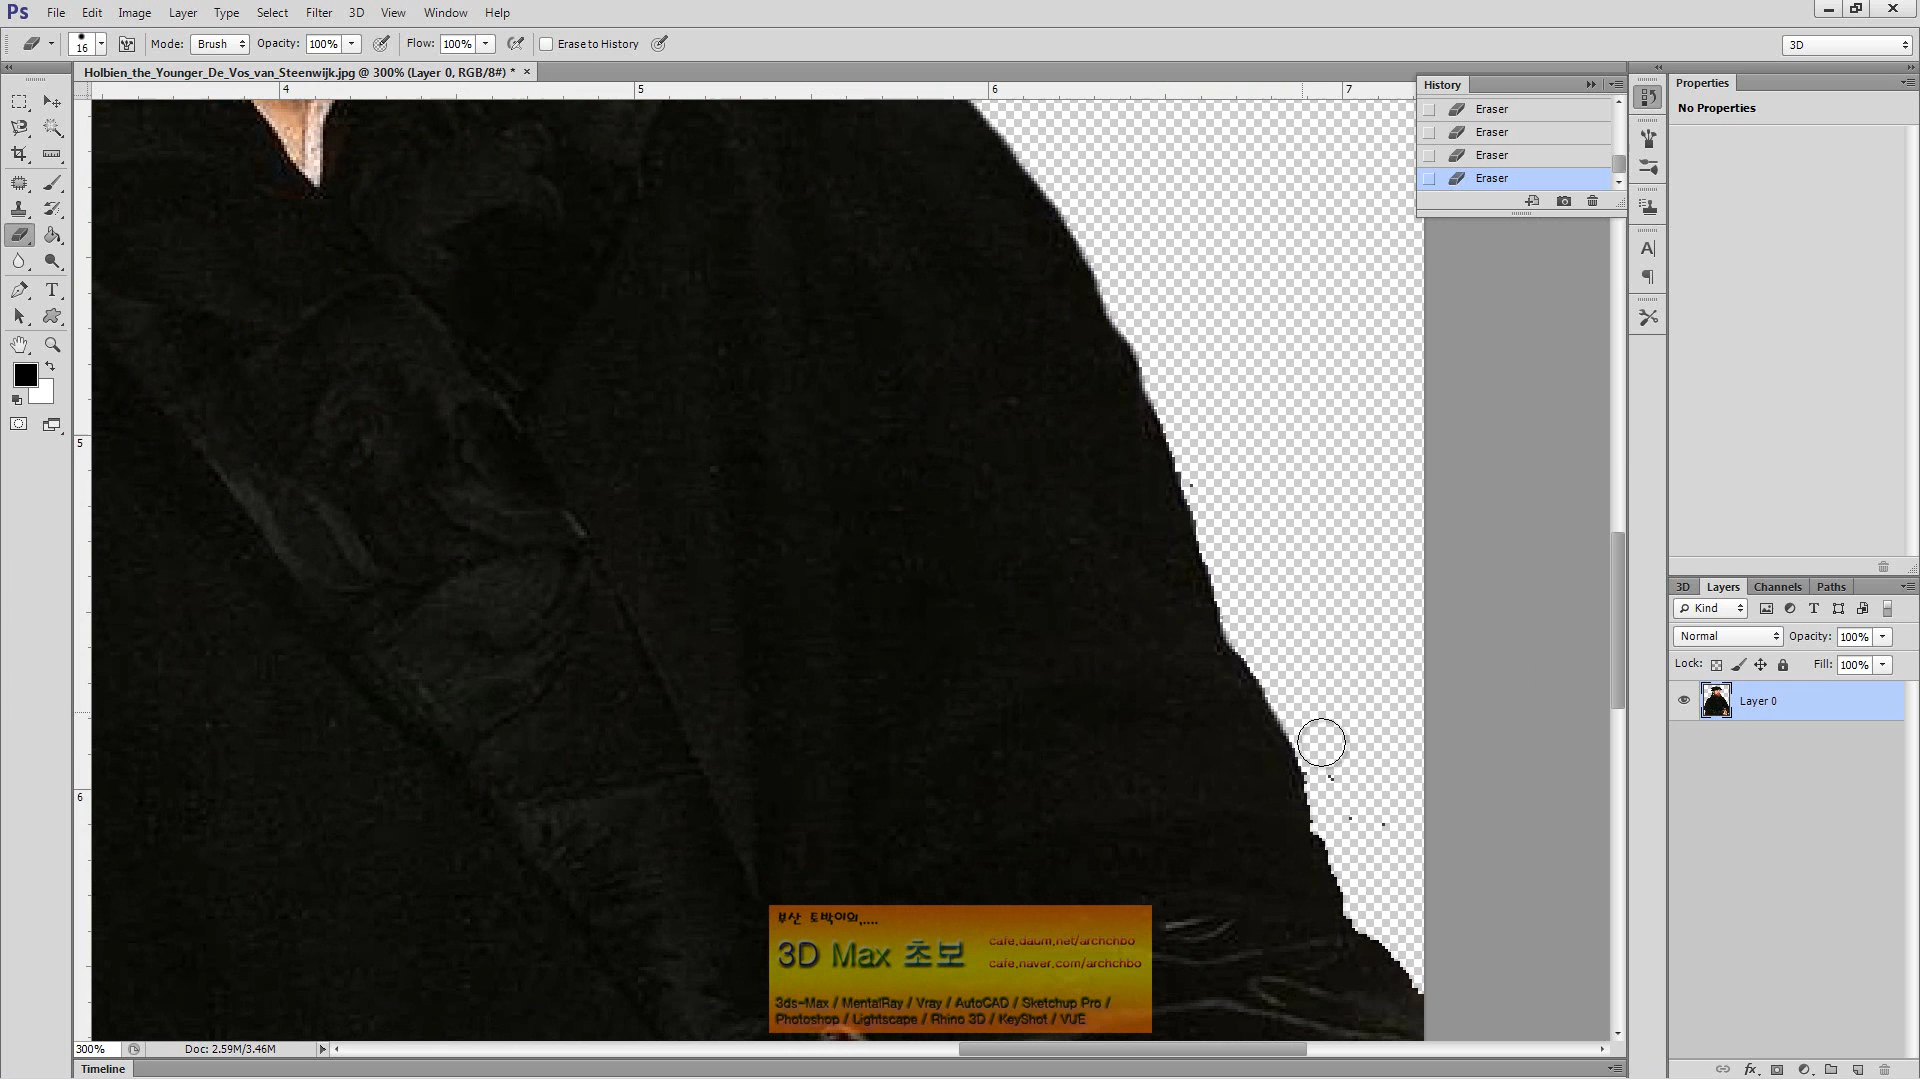 Ps File Edit Image Layer Type Select Filter 3D View Window Help
16 Mode: Brush Opacity: 100% Flow: 100% Erase to History 3D
Holbien_the_Younger_De_Vos_van_Steenwijk.jpg @ 300% (Layer 0, RGB/8#) * ×
4 5 6 7
History
Eraser
Eraser
Eraser
Eraser
Properties
No Properties
5
6
3D Layers Channels Paths
Kind
Normal Opacity: 100%
Lock: Fill: 100%
Layer 0
부산 토박이의....
3D Max 초보
cafe.daum.net/archchbo
cafe.naver.com/archchbo
3ds-Max / MentalRay / Vray / AutoCAD / Sketchup Pro /
Photoshop / Lightscape / Rhino 3D / KeyShot / VUE
300% Doc: 2.59M/3.46M
Timeline
fx